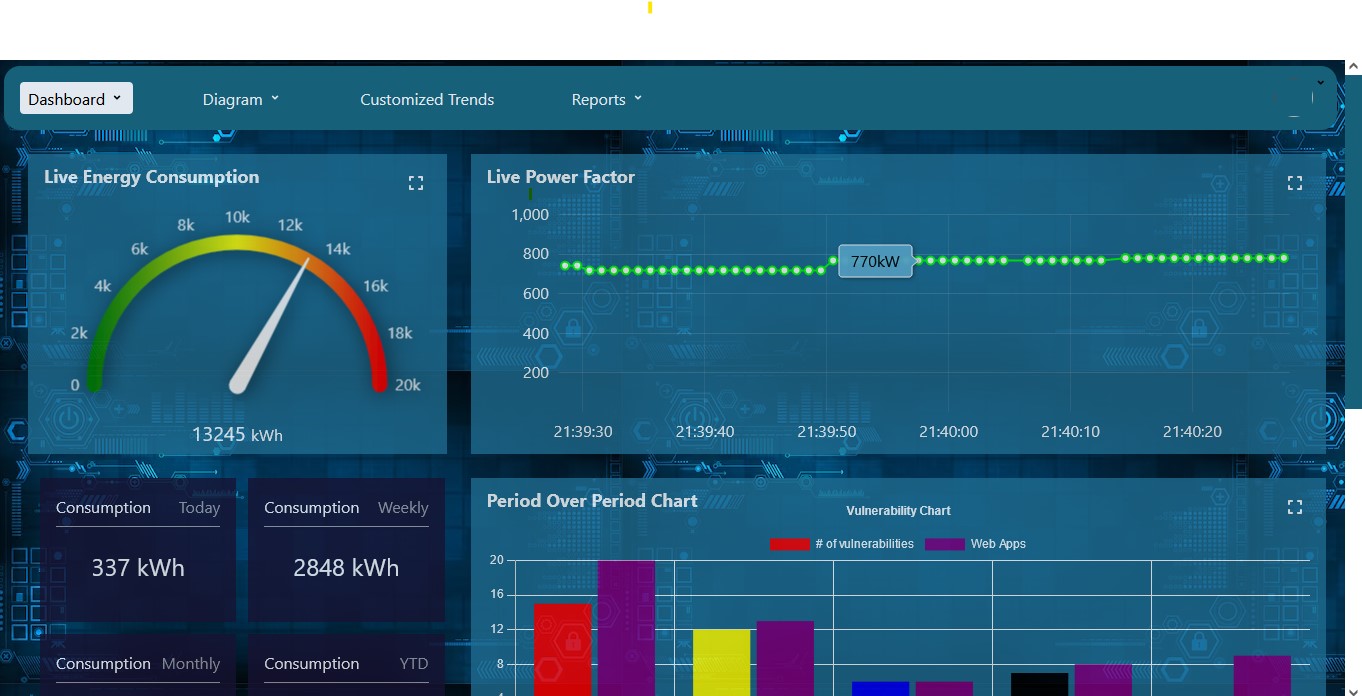 Dashboard
Diagram
Customized Trends
Reports
Live Energy Consumption
0
2k
4k
6k
8k
10k
12k
14k
16k
18k
20k
13245 kWh
Live Power Factor
1,000
800
600
400
200
770kW
21:39:30 21:39:40 21:39:50 21:40:00 21:40:10 21:40:20
Consumption Today
337 kWh
Consumption Weekly
2848 kWh
Consumption Monthly
Consumption YTD
Period Over Period Chart
Vulnerability Chart
# of vulnerabilities Web Apps
20
16
12
8